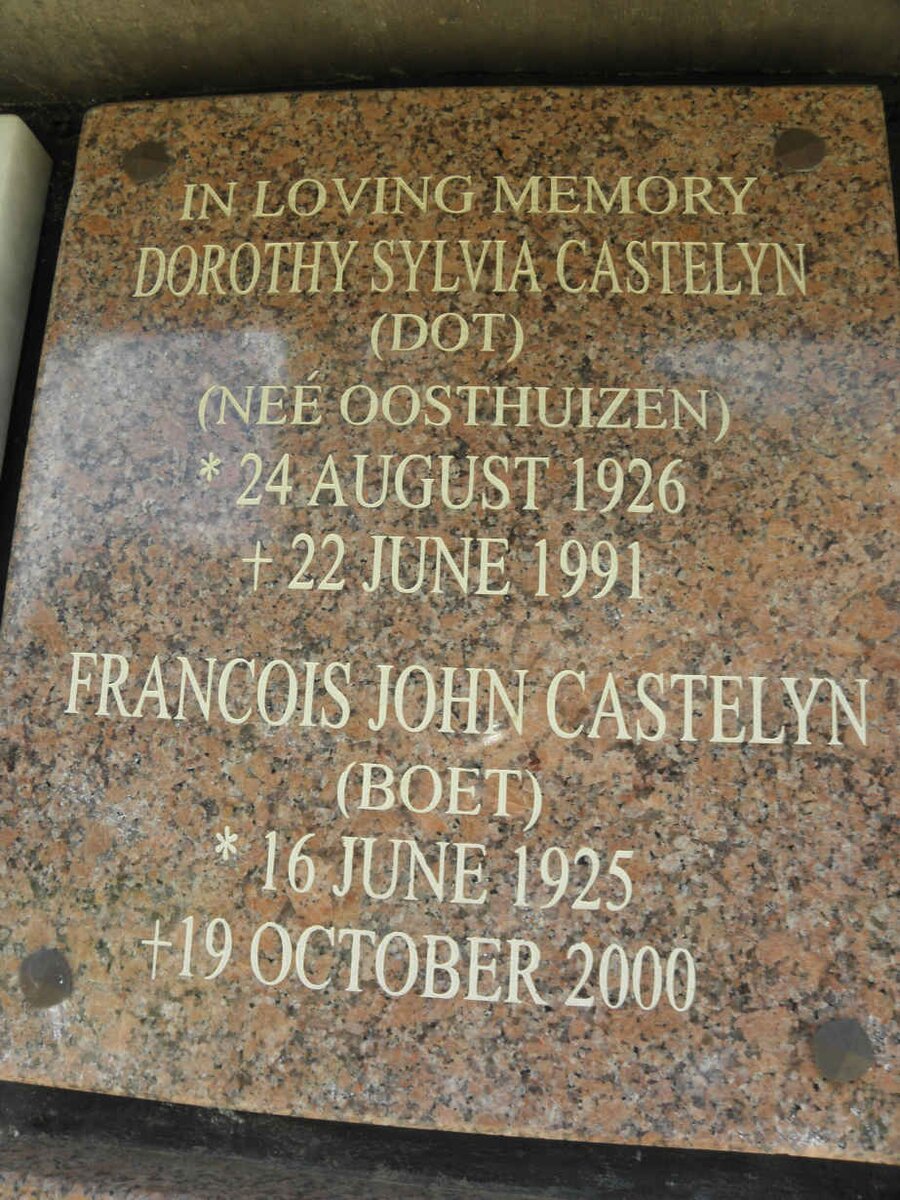 IN LOVING MEMORY
DOROTHY SYLVIA CASTELYN
(DOT)
(NEÉ OOSTHUIZEN)
* 24 AUGUST 1926
+ 22 JUNE 1991
FRANCOIS JOHN CASTELYN
(BOET)
* 16 JUNE 1925
+19 OCTOBER 2000